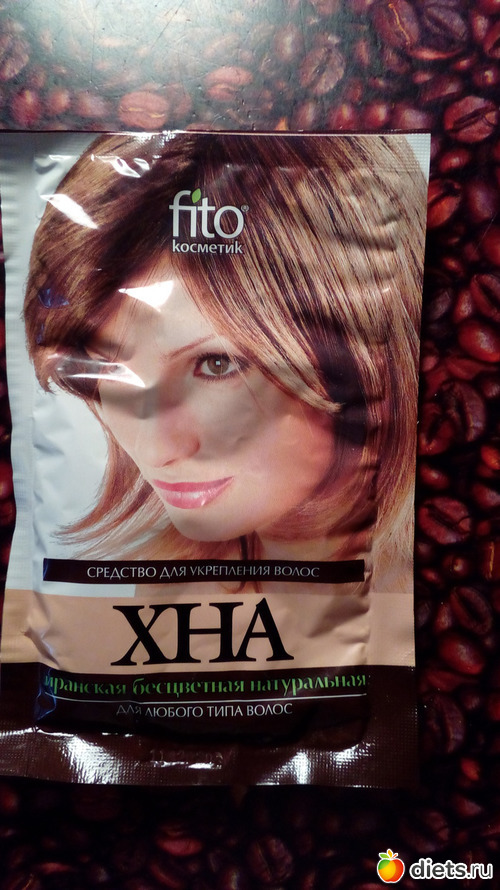 fito®
косметик
СРЕДСТВО ДЛЯ УКРЕПЛЕНИЯ ВОЛОС
ХНА
иранская бесцветная натуральная
ДЛЯ ЛЮБОГО ТИПА ВОЛОС
diets.ru